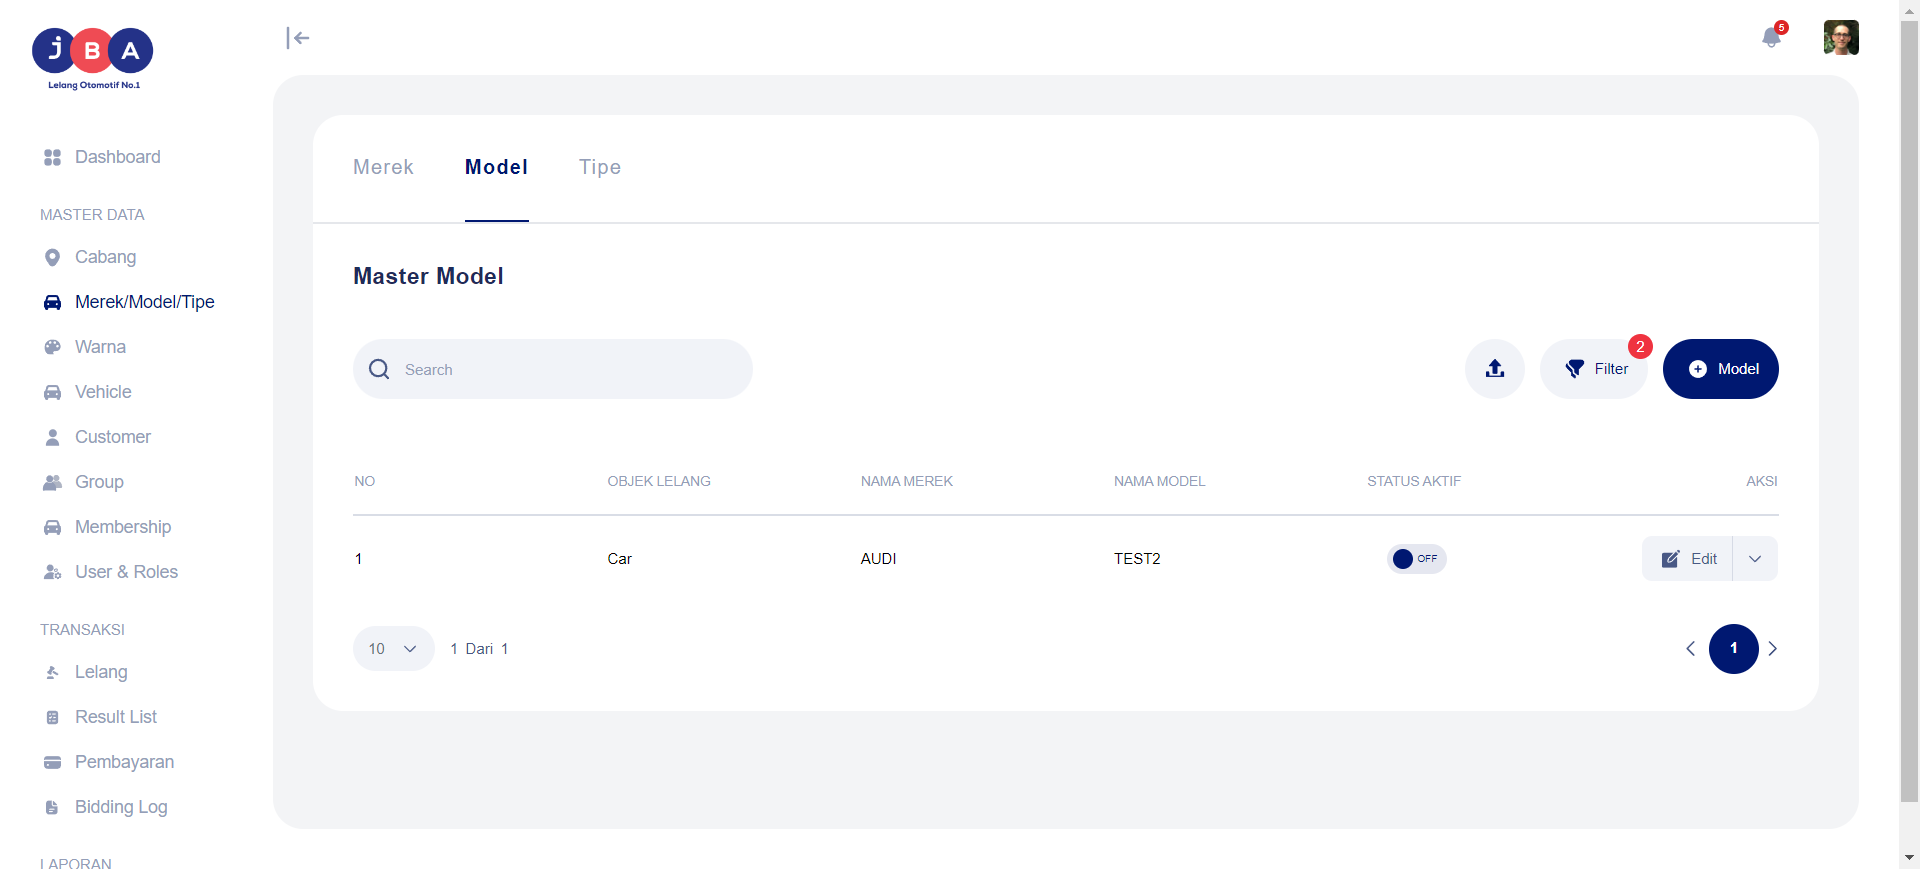 JBA
Lelang Otomotif No.1
5
Dashboard
MASTER DATA
Cabang
Merek/Model/Tipe
Warna
Vehicle
Customer
Group
Membership
User & Roles
TRANSAKSI
Lelang
Result List
Pembayaran
Bidding Log
LAPORAN
Merek Model Tipe
Master Model
Search
Filter 2
Model
NO OBJEK LELANG NAMA MEREK NAMA MODEL STATUS AKTIF AKSI
1 Car AUDI TEST2 OFF Edit
10 1 Dari 1 1